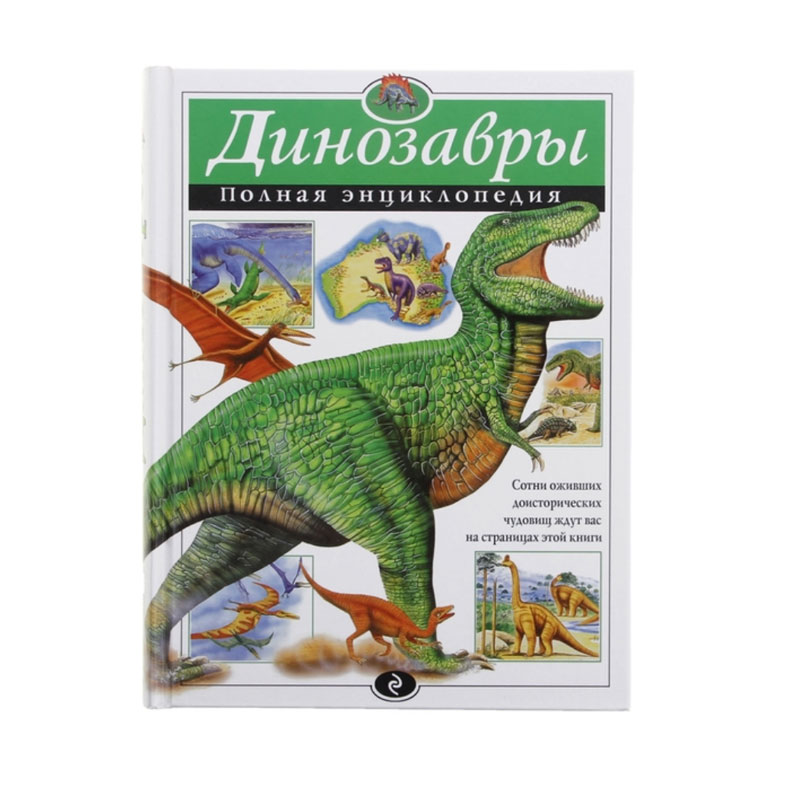 Динозавры
Полная энциклопедия
Сотни оживших
доисторических
чудовищ ждут вас
на страницах этой книги